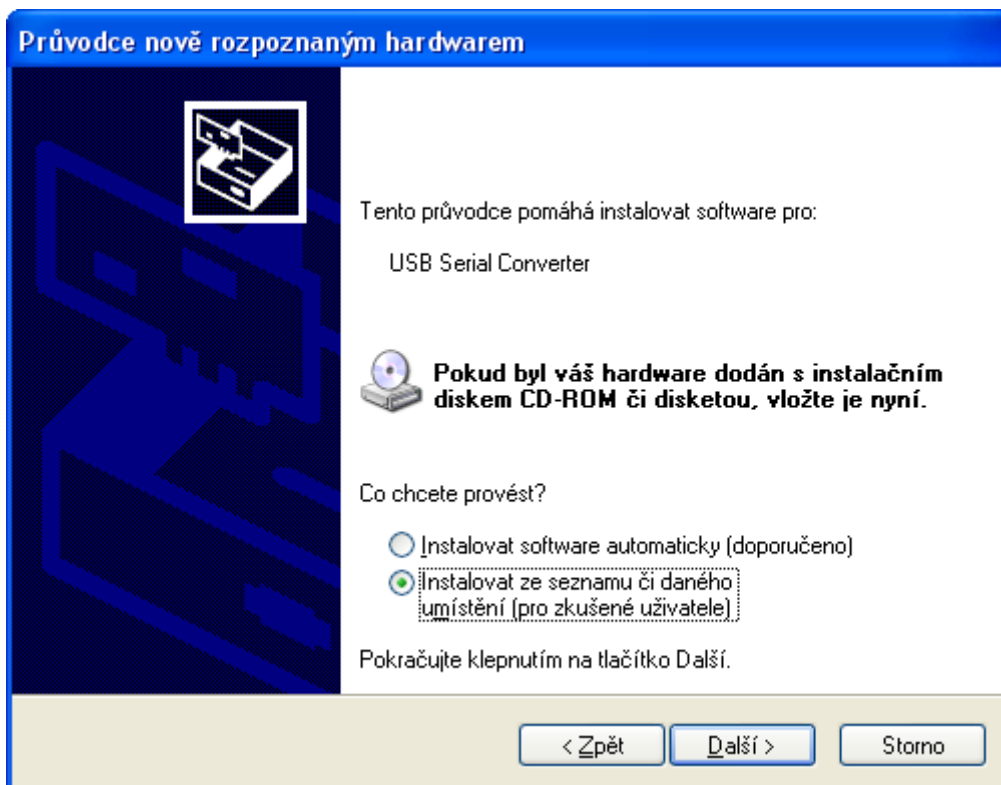 Průvodce nově rozpoznaným hardwarem
Tento průvodce pomáhá instalovat software pro:
USB Serial Converter
Pokud byl váš hardware dodán s instalačním
diskem CD-ROM či disketou, vložte je nyní.
Co chcete provést?
Instalovat software automaticky (doporučeno)
Instalovat ze seznamu či daného
umístění (pro zkušené uživatele)
Pokračujte klepnutím na tlačítko Další.
< Zpět
Další >
Storno